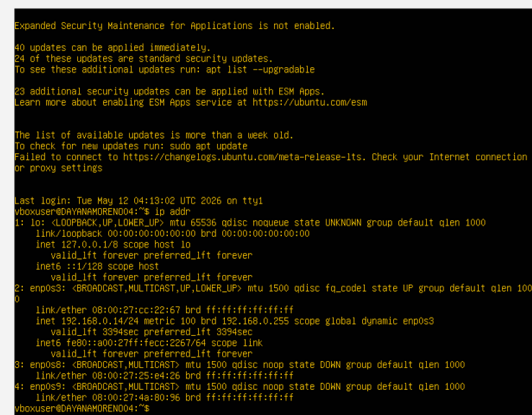 Expanded Security Maintenance for Applications is not enabled.
40 updates can be applied immediately.
24 of these updates are standard security updates.
To see these additional updates run: apt list --upgradable
23 additional security updates can be applied with ESM Apps.
Learn more about enabling ESM Apps service at https://ubuntu.com/esm
The list of available updates is more than a week old.
To check for new updates run: sudo apt update
Failed to connect to https://changelogs.ubuntu.com/meta-release-lts. Check your Internet connection
or proxy settings
Last login: Tue May 12 04:13:02 UTC 2026 on tty1
vboxuser@DAYANAMORENO04:~$ ip addr
1: lo: <LOOPBACK,UP,LOWER_UP> mtu 65536 qdisc noqueue state UNKNOWN group default qlen 1000
link/loopback 00:00:00:00:00:00 brd 00:00:00:00:00:00
inet 127.0.0.1/8 scope host lo
valid_lft forever preferred_lft forever
inet6 ::1/128 scope host
valid_lft forever preferred_lft forever
2: enp0s3: <BROADCAST,MULTICAST,UP,LOWER_UP> mtu 1500 qdisc fq_codel state UP group default qlen 100
0
link/ether 08:00:27:cc:22:67 brd ff:ff:ff:ff:ff:ff
inet 192.168.0.14/24 metric 100 brd 192.168.0.255 scope global dynamic enp0s3
valid_lft 3394sec preferred_lft 3394sec
inet6 fe80::a00:27ff:fecc:2267/64 scope link
valid_lft forever preferred_lft forever
3: enp0s8: <BROADCAST,MULTICAST> mtu 1500 qdisc noop state DOWN group default qlen 1000
link/ether 08:00:27:25:e4:26 brd ff:ff:ff:ff:ff:ff
4: enp0s9: <BROADCAST,MULTICAST> mtu 1500 qdisc noop state DOWN group default qlen 1000
link/ether 08:00:27:4a:80:96 brd ff:ff:ff:ff:ff:ff
vboxuser@DAYANAMORENO04:~$